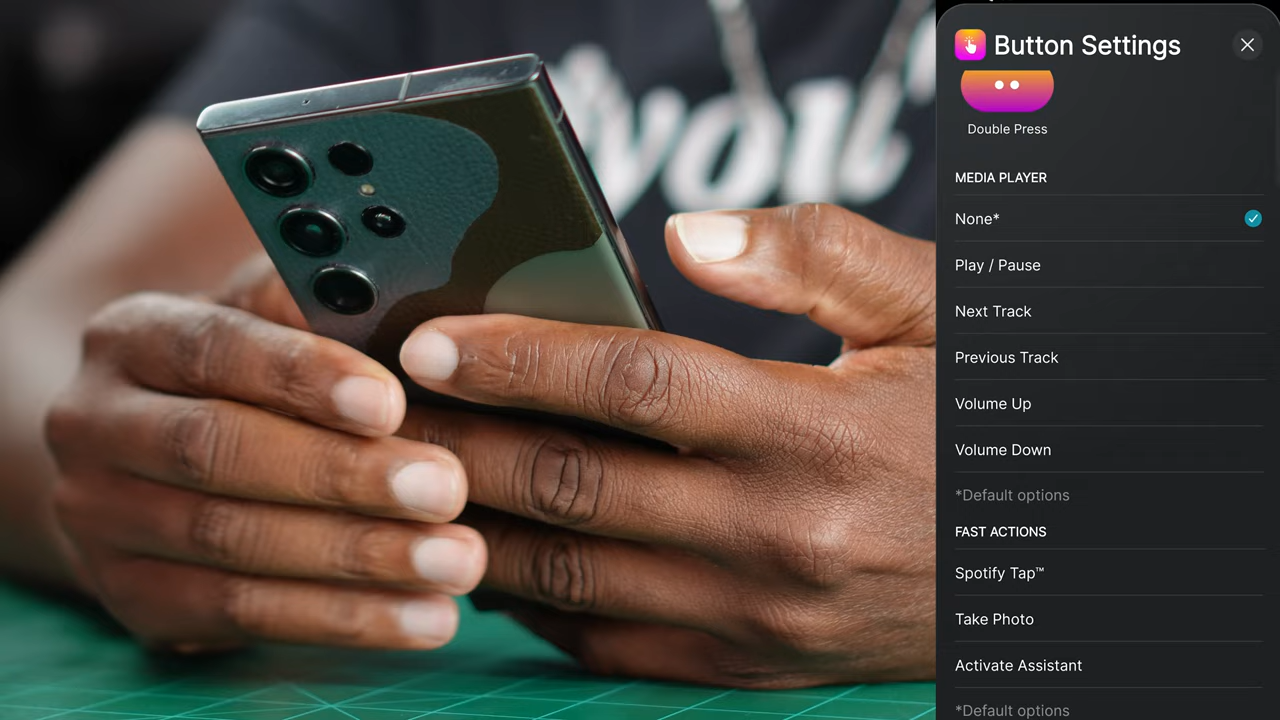 Button Settings
Double Press
MEDIA PLAYER
None*
Play / Pause
Next Track
Previous Track
Volume Up
Volume Down
*Default options
FAST ACTIONS
Spotify Tap™
Take Photo
Activate Assistant
*Default options